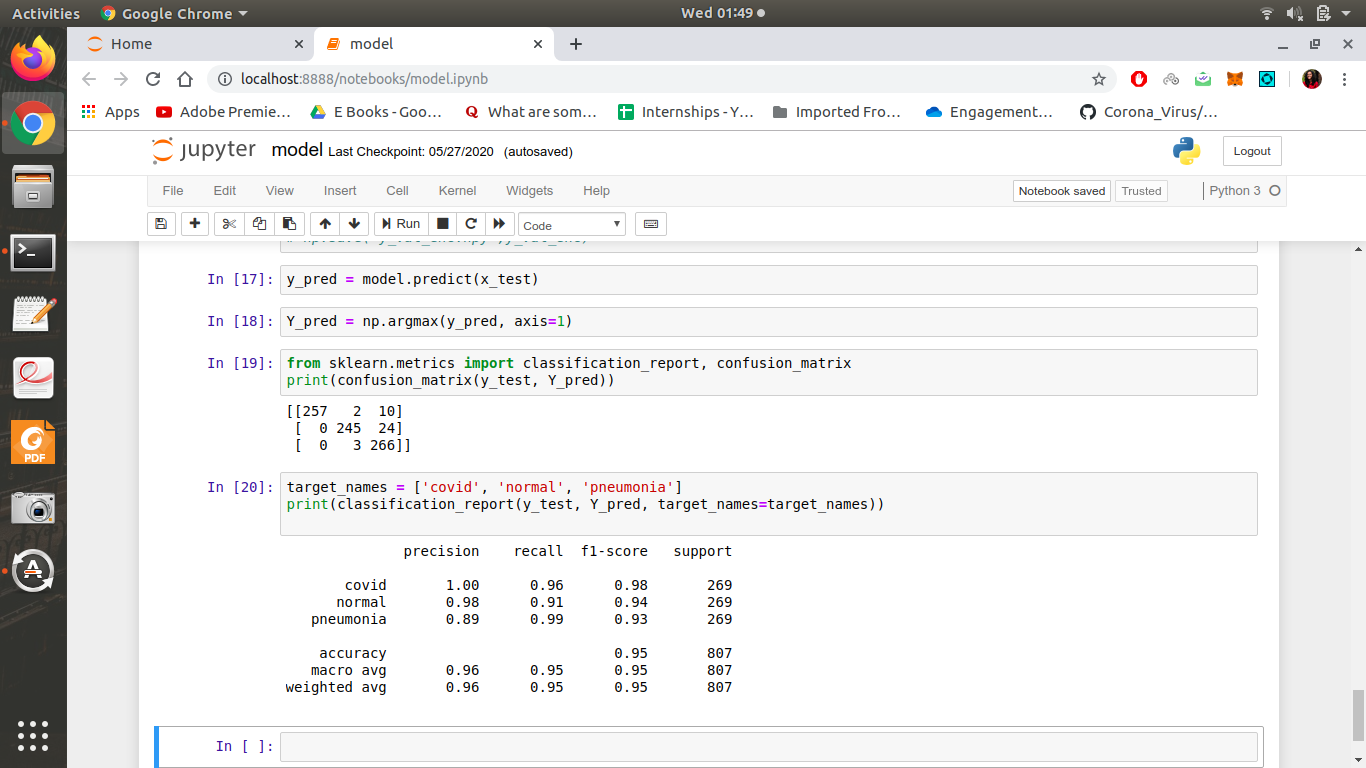 Activities Google Chrome Wed 01:49
Home model
localhost:8888/notebooks/model.ipynb
Apps Adobe Premie... E Books - Goo... What are som... Internships - Y... Imported Fro... Engagement... Corona_Virus/...
jupyter model Last Checkpoint: 05/27/2020 (autosaved) Logout
File Edit View Insert Cell Kernel Widgets Help Notebook saved Trusted Python 3
Run Code
In [17]: y_pred = model.predict(x_test)
In [18]: Y_pred = np.argmax(y_pred, axis=1)
In [19]: from sklearn.metrics import classification_report, confusion_matrix
print(confusion_matrix(y_test, Y_pred))
[[257 2 10]
[ 0 245 24]
[ 0 3 266]]
In [20]: target_names = ['covid', 'normal', 'pneumonia']
print(classification_report(y_test, Y_pred, target_names=target_names))
precision recall f1-score support
covid 1.00 0.96 0.98 269
normal 0.98 0.91 0.94 269
pneumonia 0.89 0.99 0.93 269
accuracy 0.95 807
macro avg 0.96 0.95 0.95 807
weighted avg 0.96 0.95 0.95 807
In [ ]:
PDF